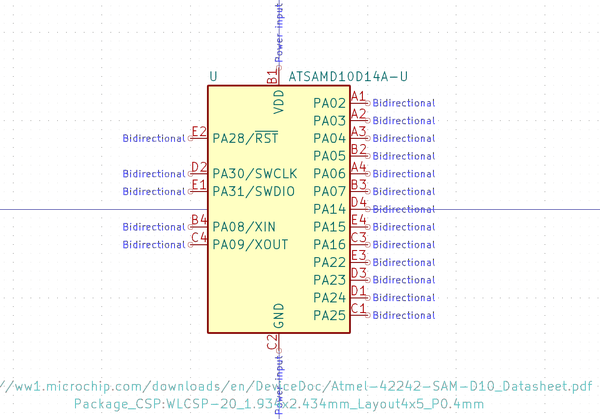 Power input
B1
U ATSAMD10D14A-U
VDD
A1 PA02 Bidirectional
A2 PA03 Bidirectional
Bidirectional E2 PA28/RST A3 PA04 Bidirectional
B2 PA05 Bidirectional
Bidirectional D2 PA30/SWCLK A4 PA06 Bidirectional
Bidirectional E1 PA31/SWDIO B3 PA07 Bidirectional
D4 PA14 Bidirectional
Bidirectional B4 PA08/XIN E4 PA15 Bidirectional
Bidirectional C4 PA09/XOUT C3 PA16 Bidirectional
E3 PA22 Bidirectional
D3 PA23 Bidirectional
D1 PA24 Bidirectional
C1 PA25 Bidirectional
GND
C2
Power input
//ww1.microchip.com/downloads/en/DeviceDoc/Atmel-42242-SAM-D10_Datasheet.pdf
Package_CSP:WLCSP-20_1.934x2.434mm_Layout4x5_P0.4mm